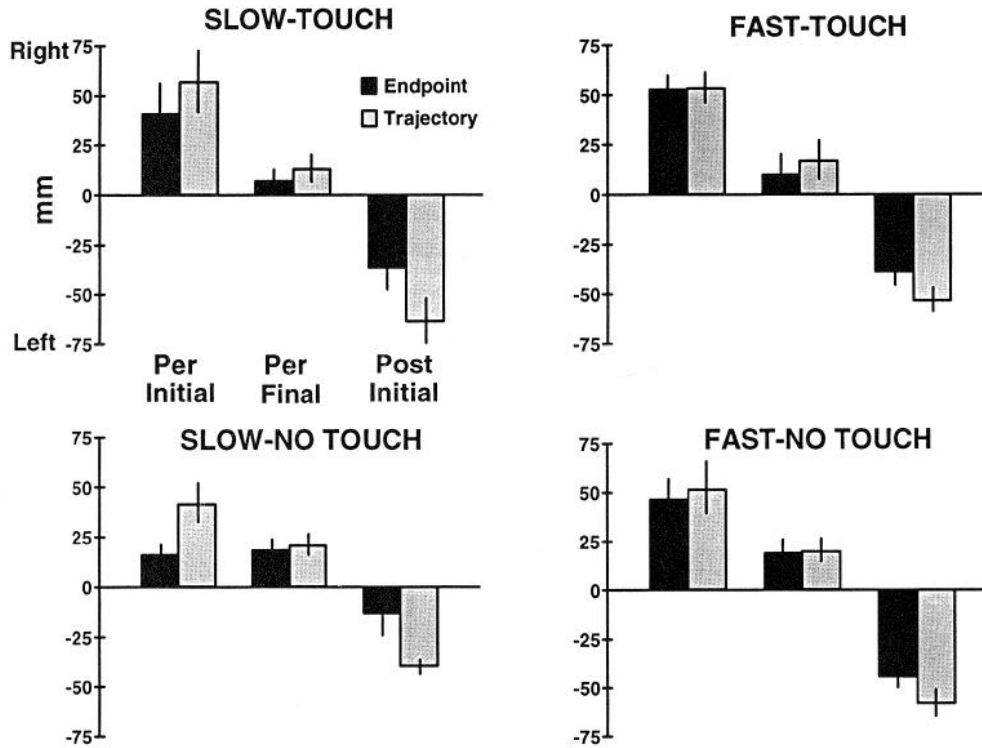 SLOW-TOUCH
FAST-TOUCH
Right
75
50
25
0
-25
-50
-75
mm
Left
Endpoint
Trajectory
75
50
25
0
-25
-50
-75
Per Initial
Per Final
Post Initial
SLOW-NO TOUCH
FAST-NO TOUCH
75
50
25
0
-25
-50
-75
75
50
25
0
-25
-50
-75